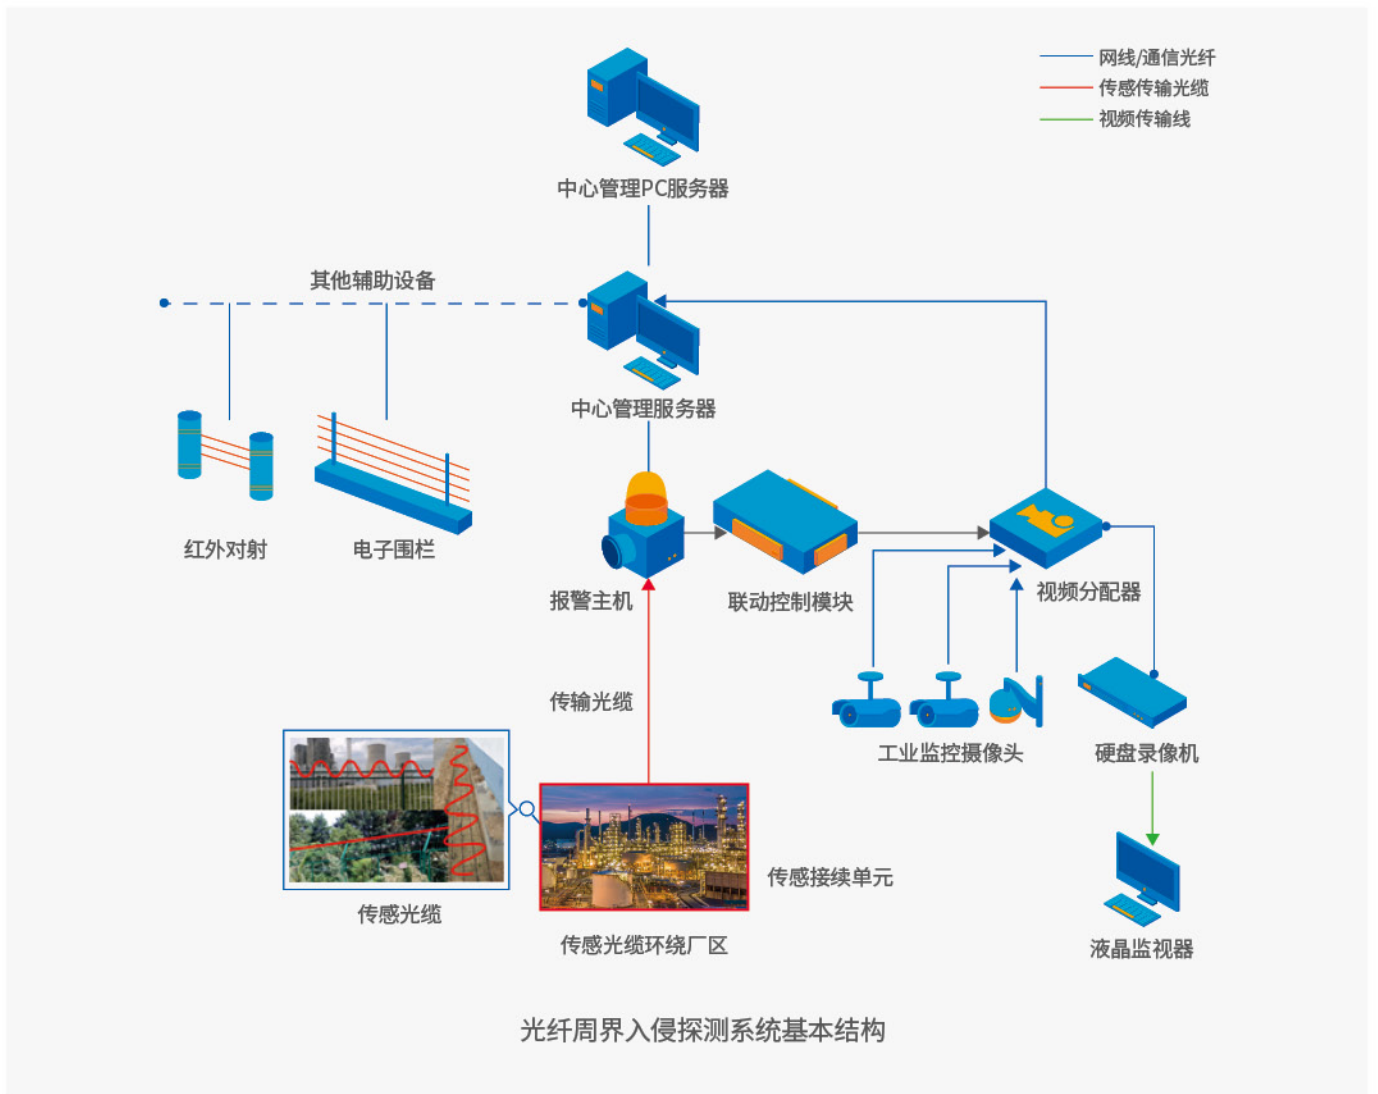 网线/通信光纤
传感传输光缆
视频传输线
中心管理PC服务器
其他辅助设备
中心管理服务器
红外对射
电子围栏
报警主机
联动控制模块
视频分配器
传输光缆
工业监控摄像头
硬盘录像机
传感接续单元
传感光缆
传感光缆环绕厂区
液晶监视器
光纤周界入侵探测系统基本结构